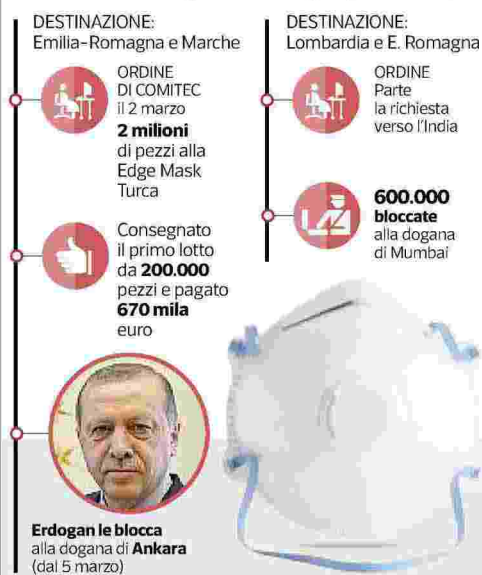 DESTINAZIONE:
Emilia-Romagna e Marche
ORDINE
DI COMITEC
il 2 marzo
2 milioni
di pezzi alla
Edge Mask
Turca
Consegnato
il primo lotto
da 200.000
pezzi e pagato
670 mila
euro
Erdogan le blocca
alla dogana di Ankara
(dal 5 marzo)
DESTINAZIONE:
Lombardia e E. Romagna
ORDINE
Parte
la richiesta
verso l'India
600.000
bloccate
alla dogana
di Mumbai